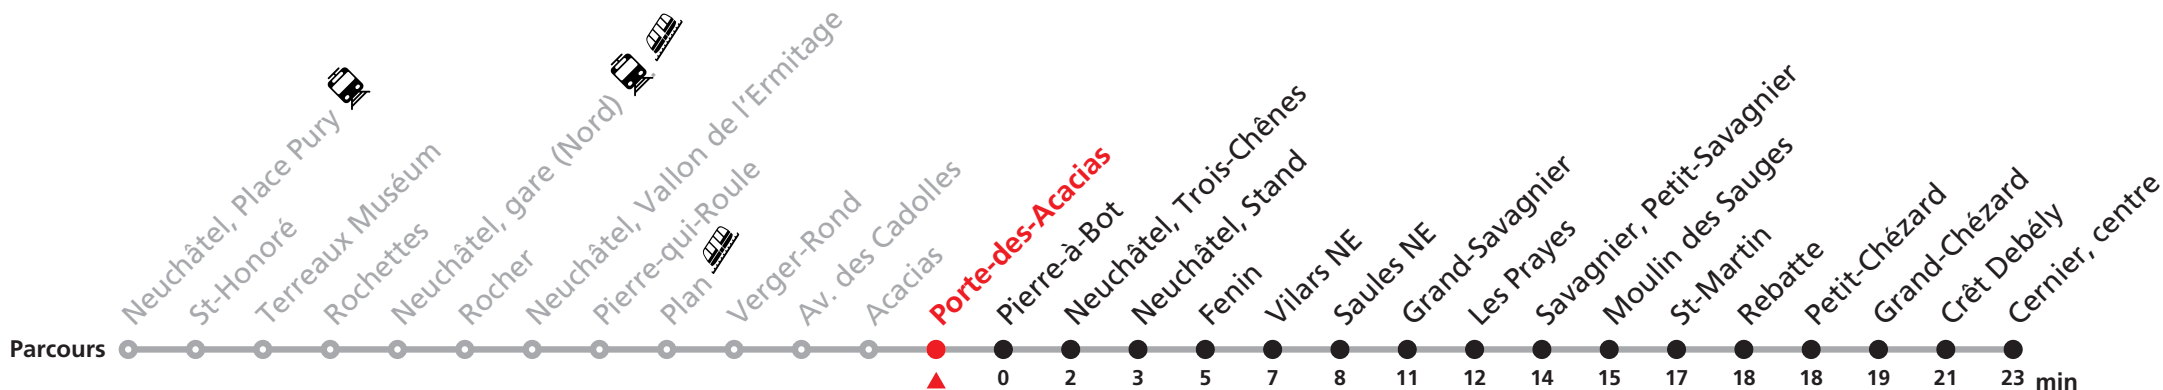 Neuchâtel, Place Pury
St-Honoré
Terreaux Muséum
Rochettes
Neuchâtel, gare (Nord)
Rocher
Neuchâtel, Vallon de l'Ermitage
Pierre-qui-Roule
Plan
Verger-Rond
Av. des Cadolles
Acacias
Porte-des-Acacias
Pierre-à-Bot
Neuchâtel, Trois-Chênes
Neuchâtel, Stand
Fenin
Vilars NE
Saules NE
Grand-Savagnier
Les Prayes
Savagnier, Petit-Savagnier
Moulin des Sauges
St-Martin
Rebatte
Petit-Chézard
Grand-Chézard
Crêt Debély
Cernier, centre
Parcours
0 2 3 5 7 8 11 12 14 15 17 18 18 19 21 23 min